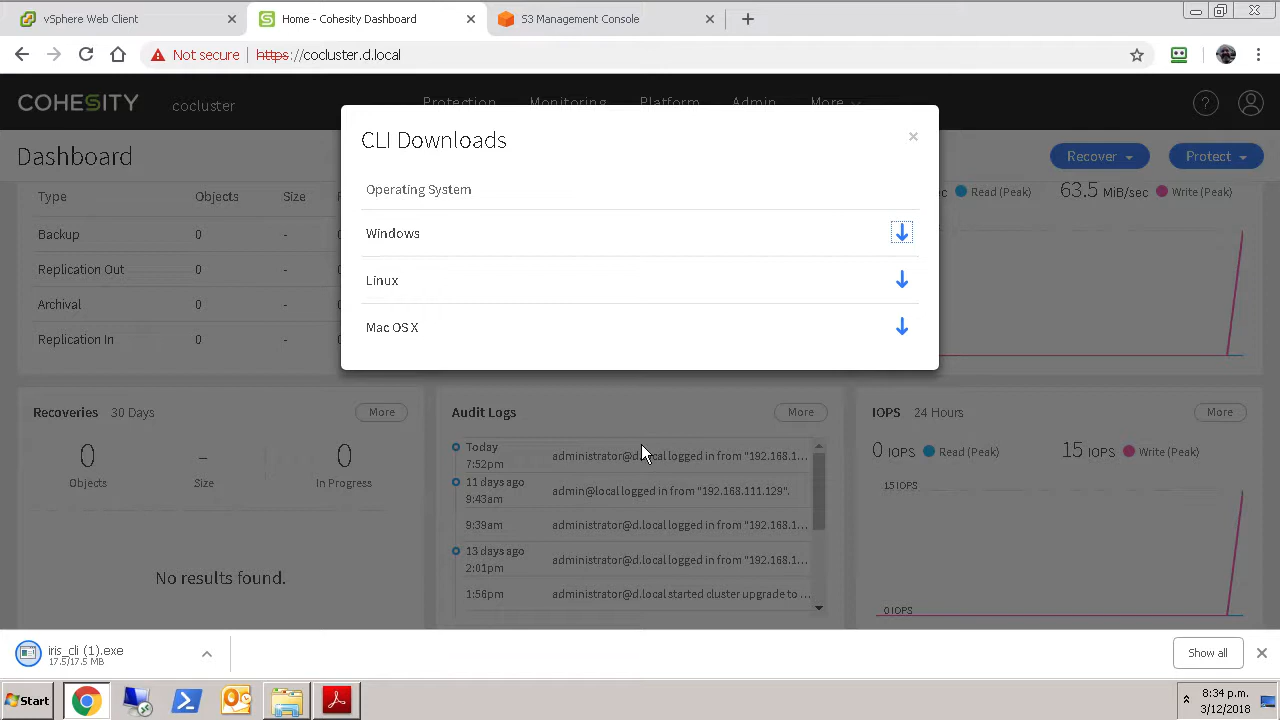 vSphere Web Client
Home - Cohesity Dashboard
S3 Management Console
Not secure
https://cocluster.d.local
COHESITY
cocluster
Protection
Monitoring
Platform
Admin
More
?
Dashboard
Recover
Protect
CLI Downloads
Operating System
Windows
Linux
Mac OS X
Type
Objects
Size
Backup
0
-
Replication Out
0
-
Archival
0
-
Replication In
0
-
Read (Peak)
63.5 MiB/sec
Write (Peak)
Recoveries
30 Days
More
0
Objects
-
Size
0
In Progress
No results found.
Audit Logs
More
Today
7:52pm
administrator@d.local logged in from "192.168.1...
11 days ago
9:43am
admin@local logged in from "192.168.111.129".
9:39am
administrator@d.local logged in from "192.168.1...
13 days ago
2:01pm
administrator@d.local logged in from "192.168.1...
1:56pm
administrator@d.local started cluster upgrade to ...
IOPS
24 Hours
More
0 IOPS
Read (Peak)
15 IOPS
Write (Peak)
15 IOPS
0 IOPS
iris_cli (1).exe
17.5/17.5 MB
Show all
Start
8:34 p.m.
3/12/2018